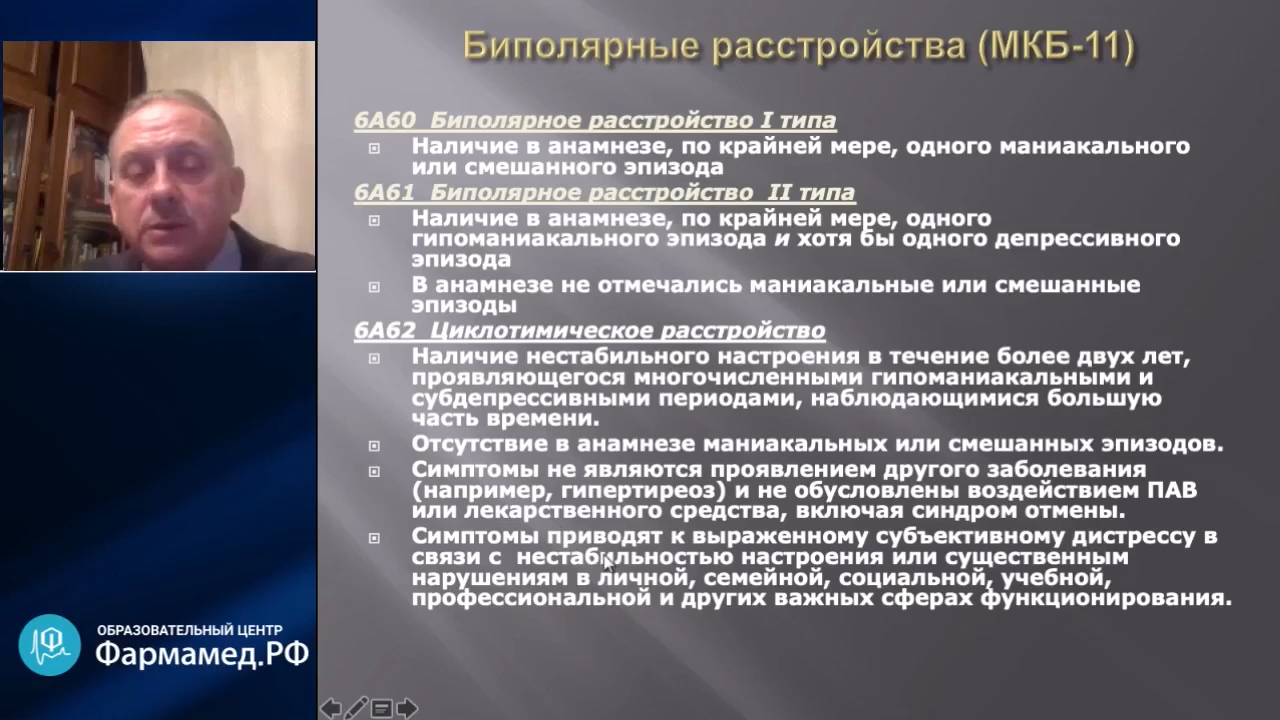 Биполярные расстройства (МКБ-11)
6A60 Биполярное расстройство I типа
Наличие в анамнезе, по крайней мере, одного маниакального
или смешанного эпизода
6A61 Биполярное расстройство II типа
Наличие в анамнезе, по крайней мере, одного
гипоманиакального эпизода и хотя бы одного депрессивного
эпизода
В анамнезе не отмечались маниакальные или смешанные
эпизоды
6A62 Циклотимическое расстройство
Наличие нестабильного настроения в течение более двух лет,
проявляющегося многочисленными гипоманиакальными и
субдепрессивными периодами, наблюдающимися большую
часть времени.
Отсутствие в анамнезе маниакальных или смешанных эпизодов.
Симптомы не являются проявлением другого заболевания
(например, гипертиреоз) и не обусловлены воздействием ПАВ
или лекарственного средства, включая синдром отмены.
Симптомы приводят к выраженному субъективному дистрессу в
связи с нестабильностью настроения или существенным
нарушениям в личной, семейной, социальной, учебной,
профессиональной и других важных сферах функционирования.
ОБРАЗОВАТЕЛЬНЫЙ ЦЕНТР
Фармамед.РФ